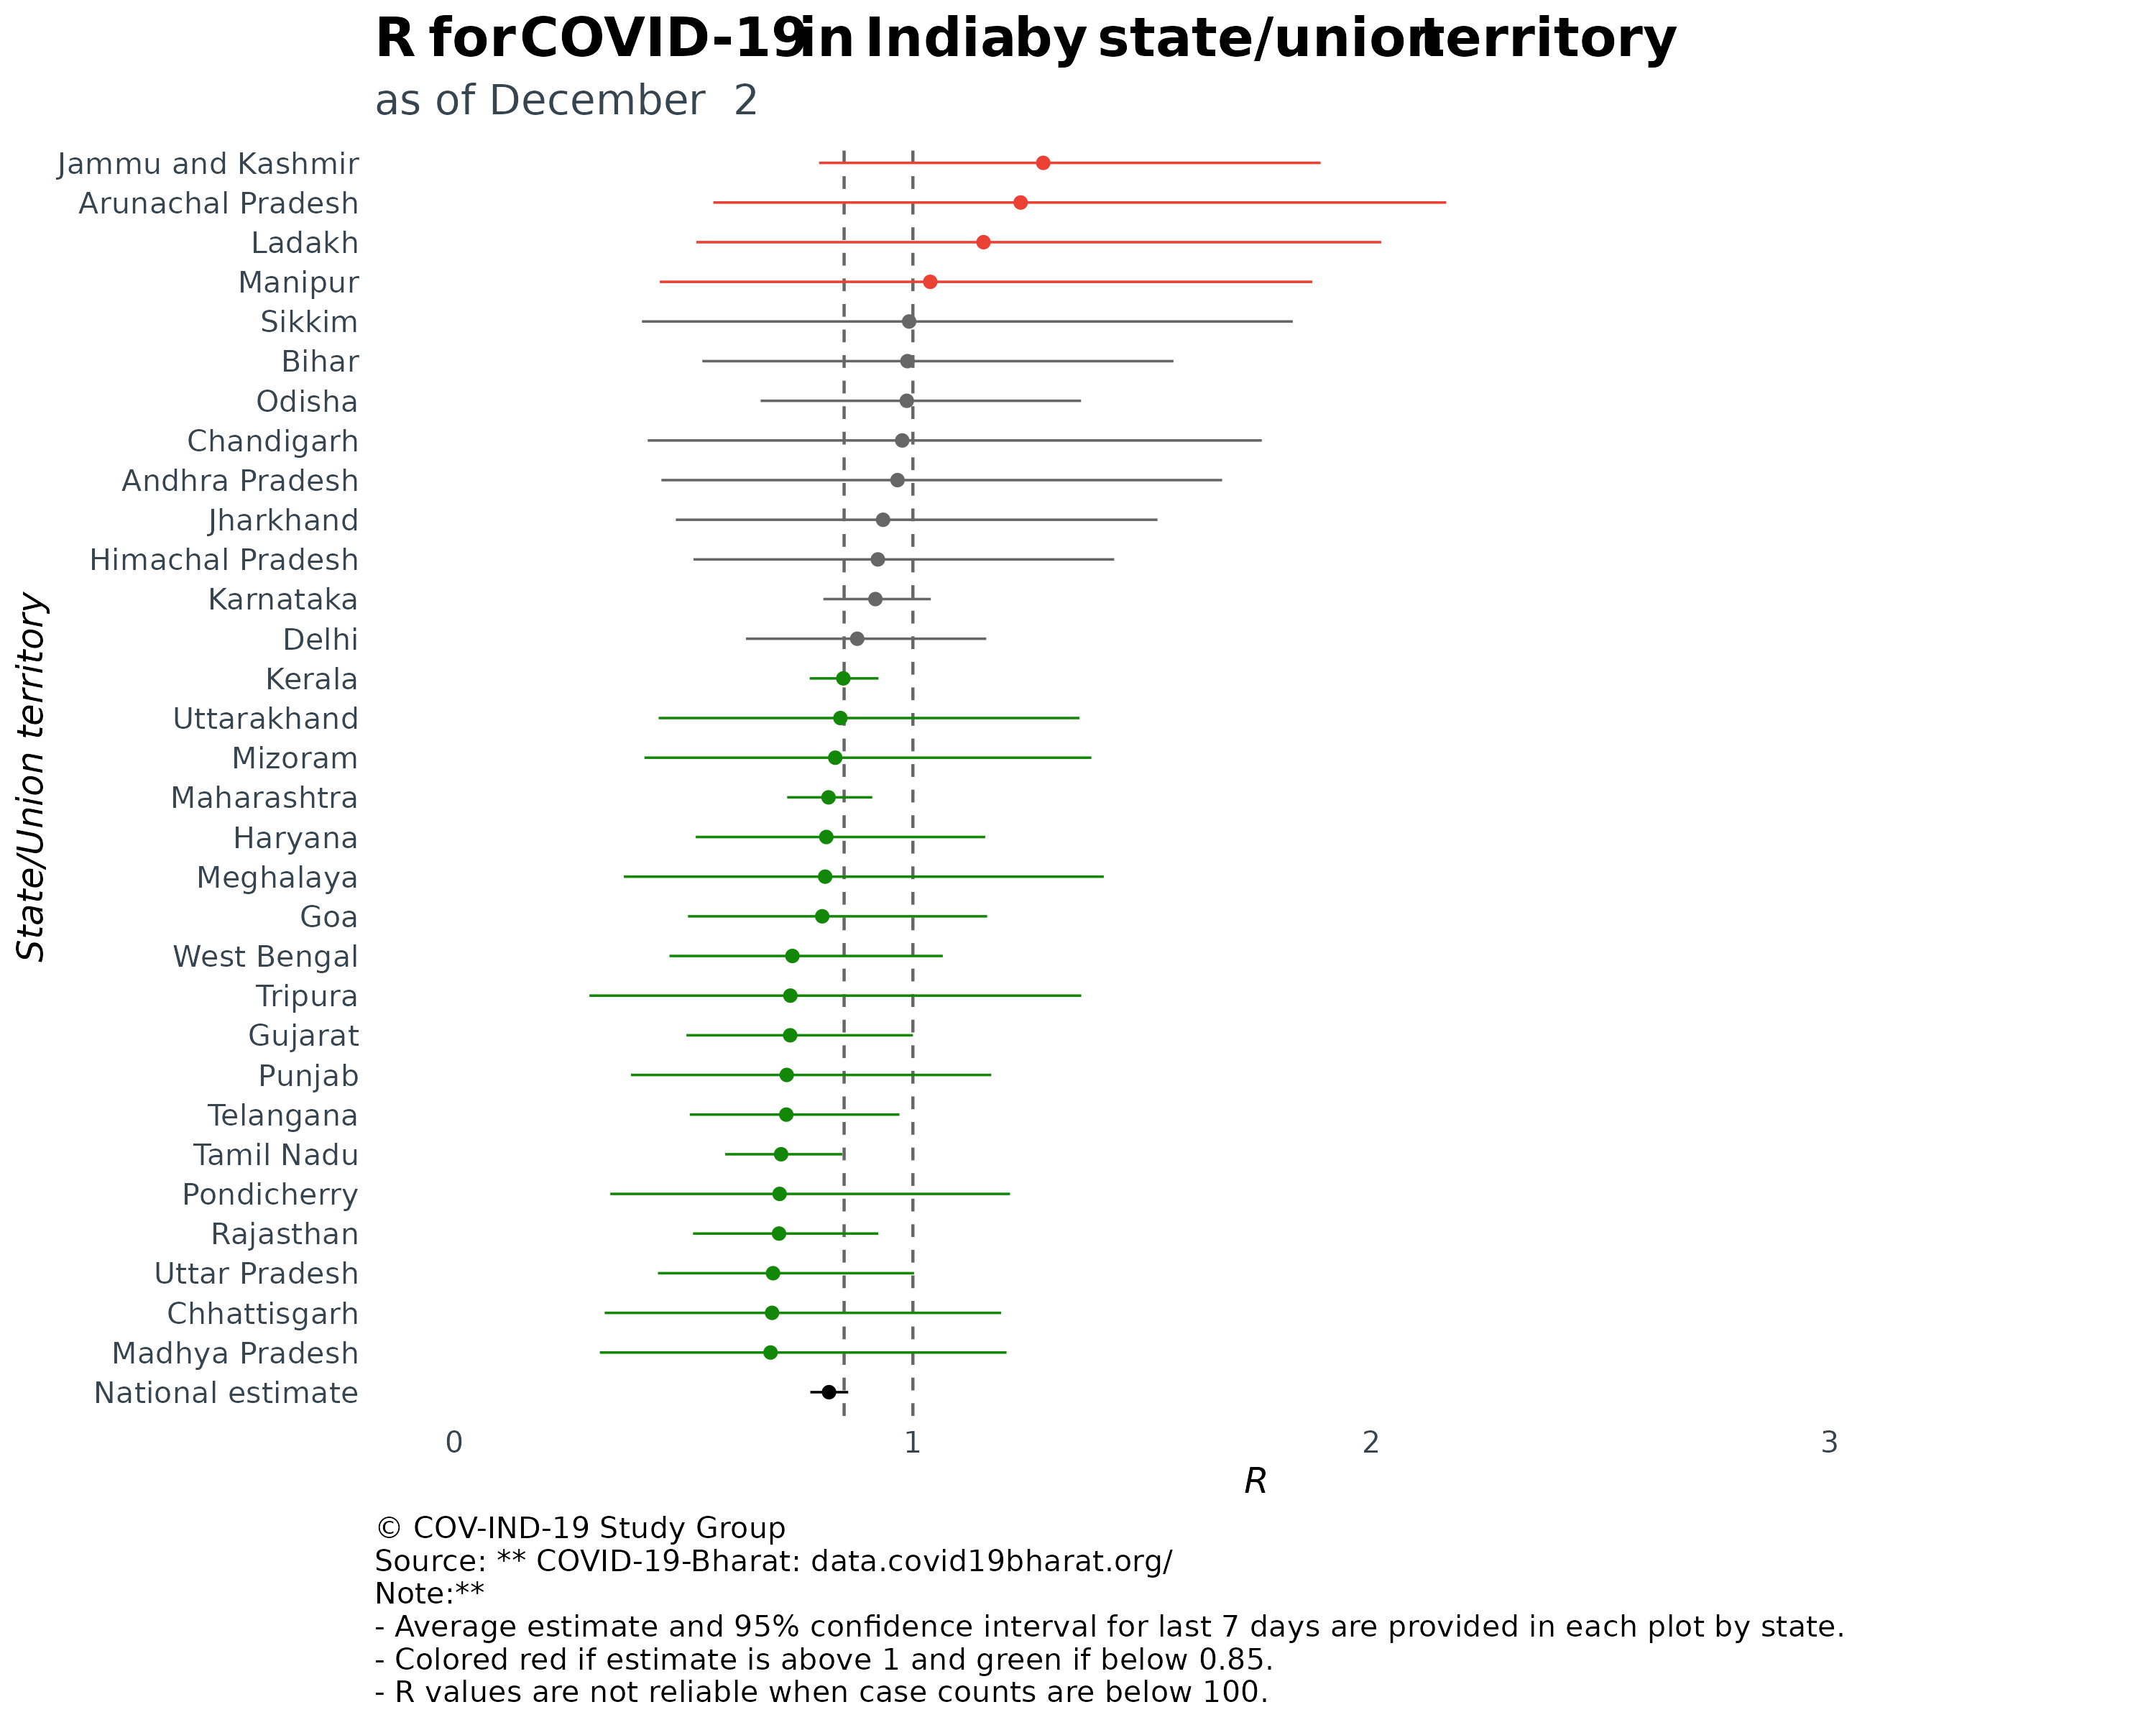 R for COVID-19 in India by state/union territory
as of December 2
Jammu and Kashmir
Arunachal Pradesh
Ladakh
Manipur
Sikkim
Bihar
Odisha
Chandigarh
Andhra Pradesh
Jharkhand
Himachal Pradesh
Karnataka
Delhi
Kerala
Uttarakhand
Mizoram
Maharashtra
Haryana
Meghalaya
Goa
West Bengal
Tripura
Gujarat
Punjab
Telangana
Tamil Nadu
Pondicherry
Rajasthan
Uttar Pradesh
Chhattisgarh
Madhya Pradesh
National estimate
State/Union territory
0 1 2 3
R
© COV-IND-19 Study Group
Source: ** COVID-19-Bharat: data.covid19bharat.org/
Note:**
- Average estimate and 95% confidence interval for last 7 days are provided in each plot by state.
- Colored red if estimate is above 1 and green if below 0.85.
- R values are not reliable when case counts are below 100.